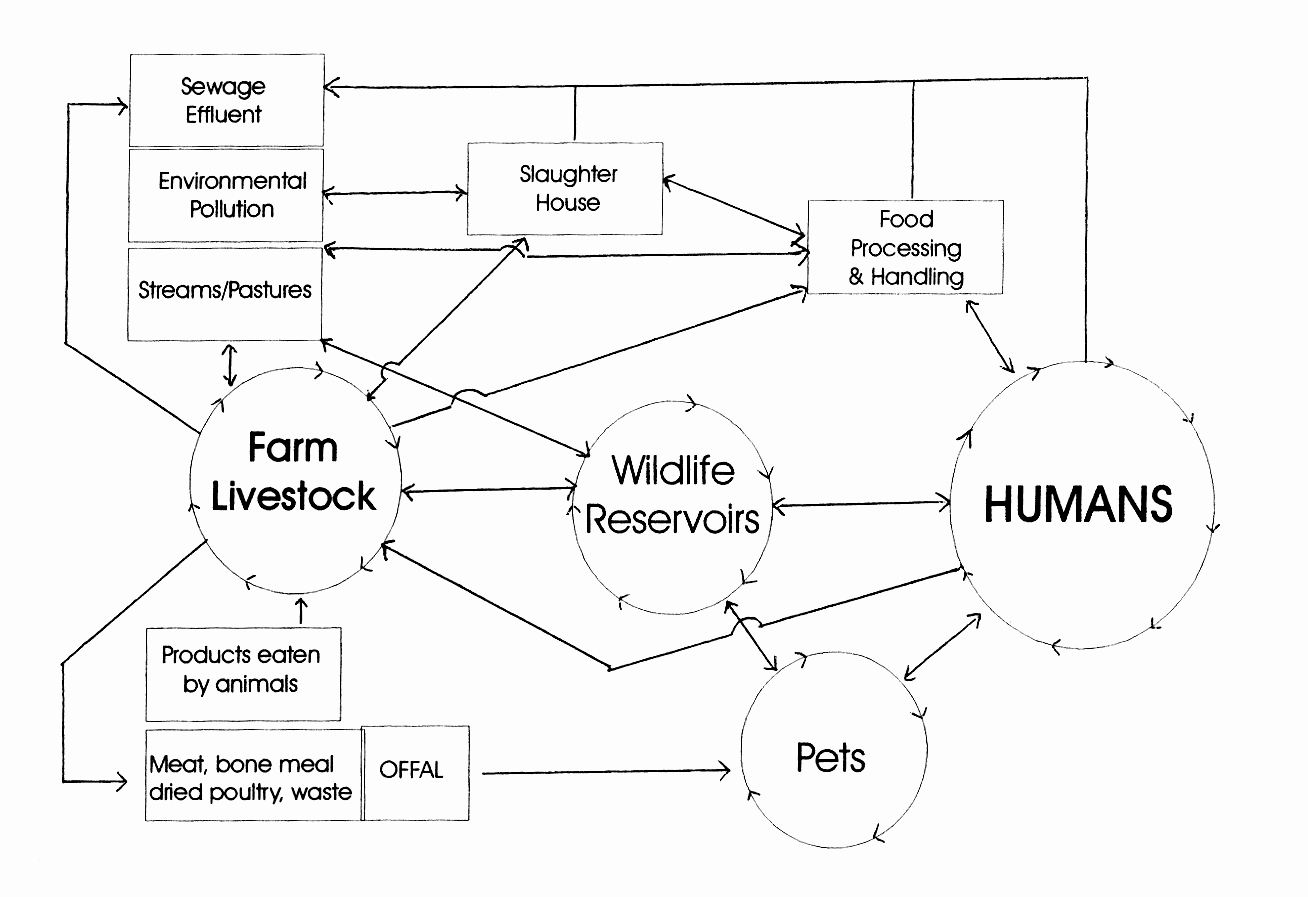 Sewage
Effluent
Environmental
Pollution
Streams/Pastures
Slaughter
House
Food
Processing
& Handling
Farm
Livestock
Wildlife
Reservoirs
HUMANS
Products eaten
by animals
Meat, bone meal
dried poultry, waste
OFFAL
Pets